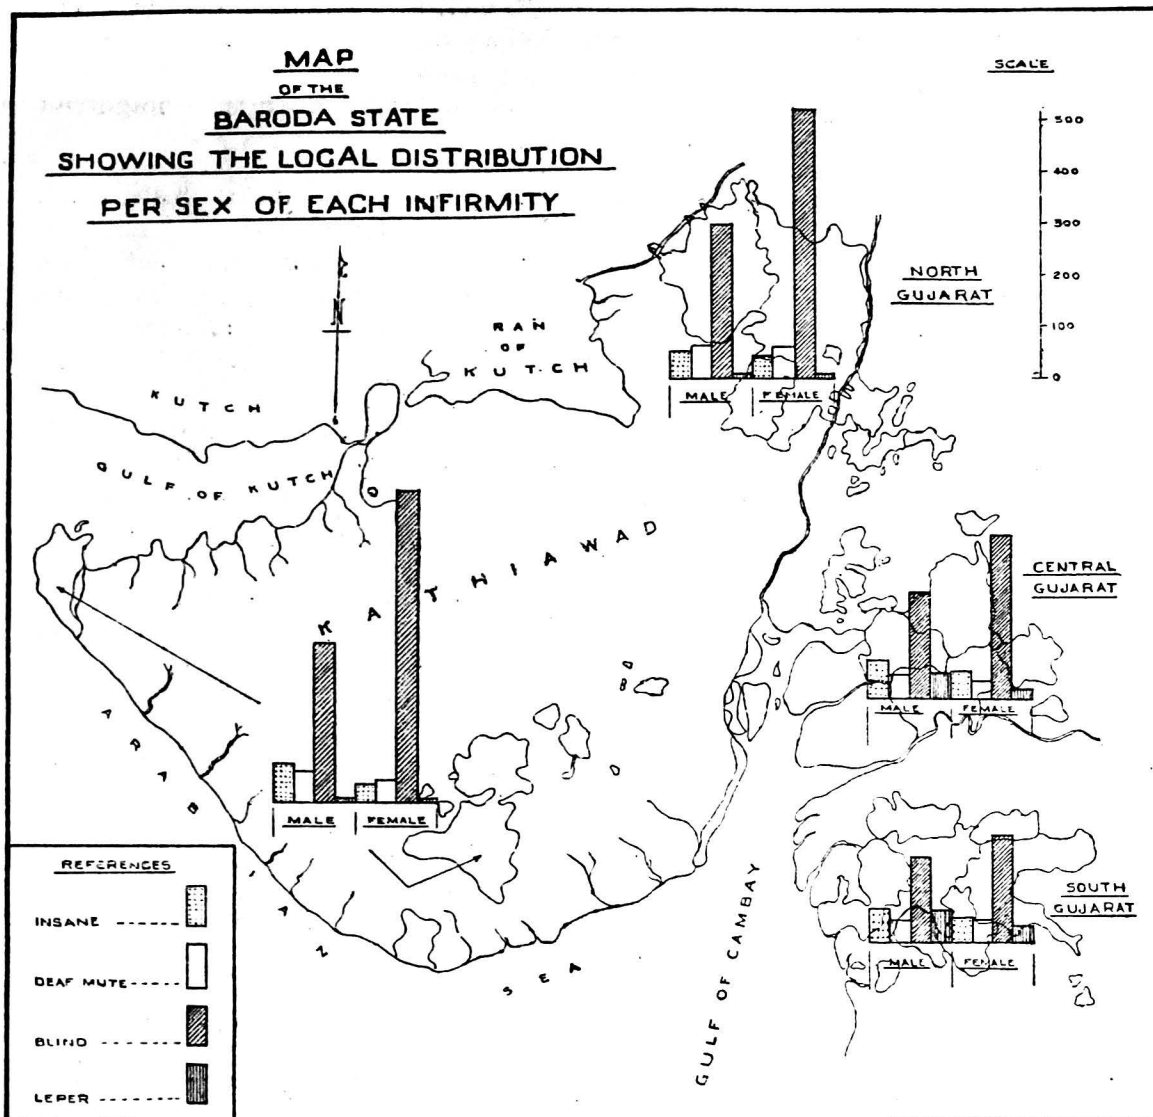 MAP
OF THE
BARODA STATE
SHOWING THE LOCAL DISTRIBUTION
PER SEX OF EACH INFIRMITY
SCALE
500
400
300
200
100
0
NORTH
GUJARAT
MALE
FEMALE
N
RAN
OF
KUTCH
KUTCH
GULF OF KUTCH
KATHIAWAD
CENTRAL
GUJARAT
MALE
FEMALE
MALE
FEMALE
ARABIAN SEA
GULF OF CAMBAY
SOUTH
GUJARAT
MALE
FEMALE
REFERENCES
INSANE
DEAF MUTE
BLIND
LEPER